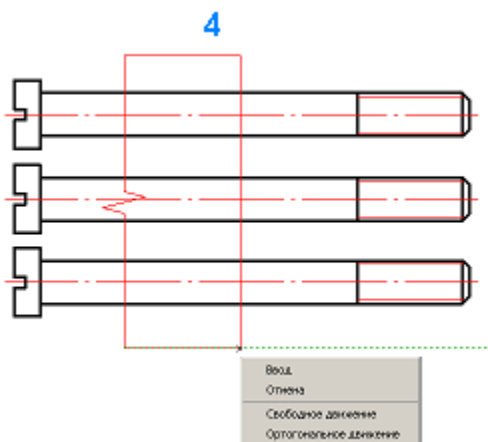 4
Ввод
Отмена
Свободное движение
Ортогональное движение